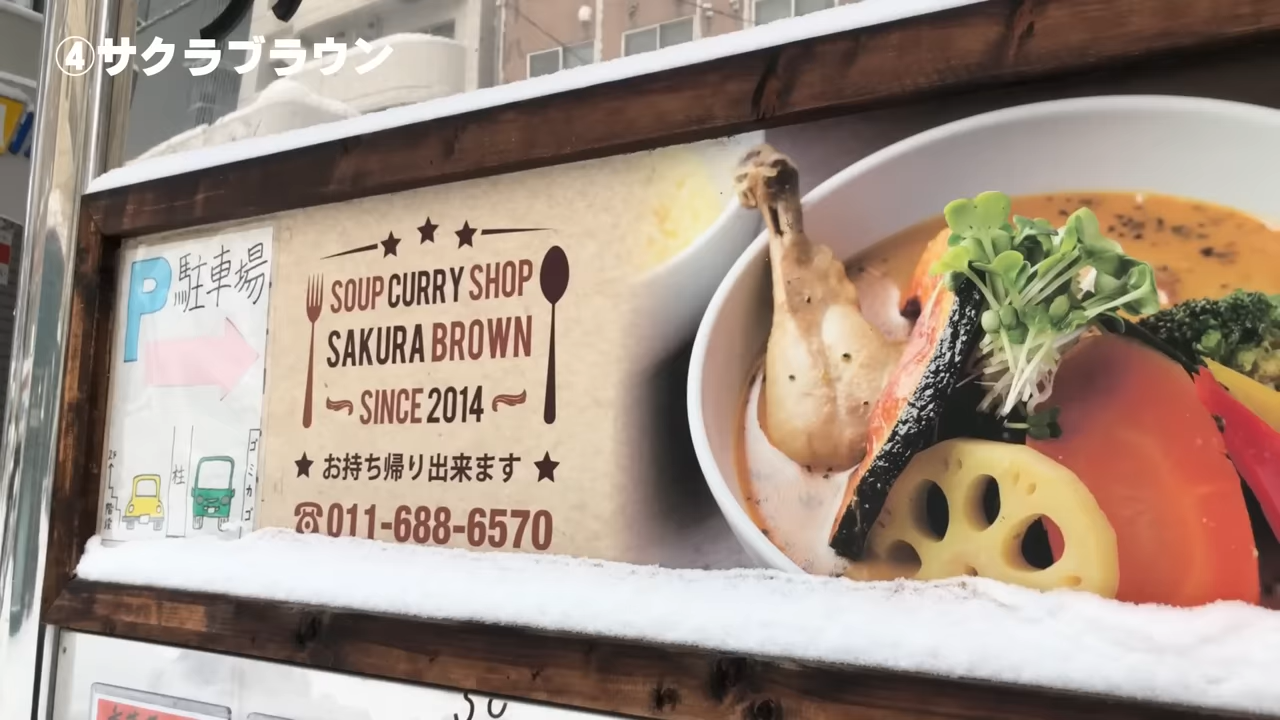 ④サクラブラウン
P 駐車場
柱
ゴミカゴ
SOUP CURRY SHOP
SAKURA BROWN
SINCE 2014
★お持ち帰り出来ます★
☎011-688-6570